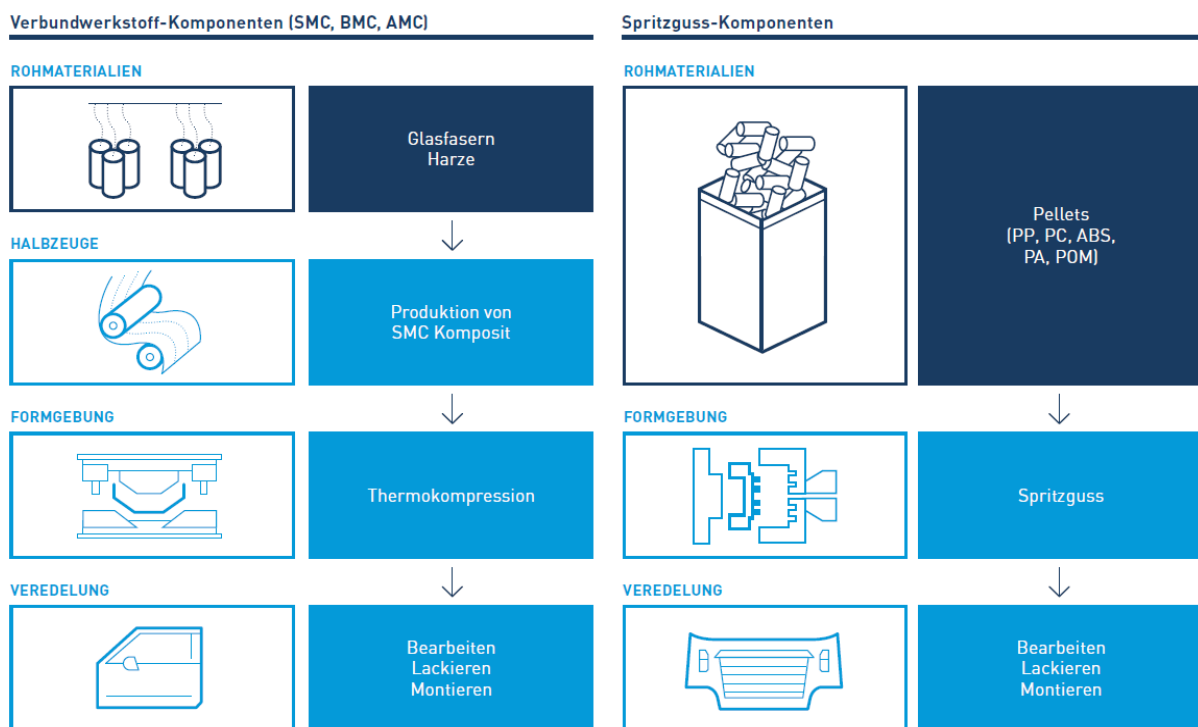 Verbundwerkstoff-Komponenten (SMC, BMC, AMC)
ROHMATERIALIEN
Glasfasern
Harze
HALBZEUGE
Produktion von
SMC Komposit
FORMGEBUNG
Thermokompression
VEREDELUNG
Bearbeiten
Lackieren
Montieren
Spritzguss-Komponenten
ROHMATERIALIEN
Pellets
(PP, PC, ABS,
PA, POM)
FORMGEBUNG
Spritzguss
VEREDELUNG
Bearbeiten
Lackieren
Montieren